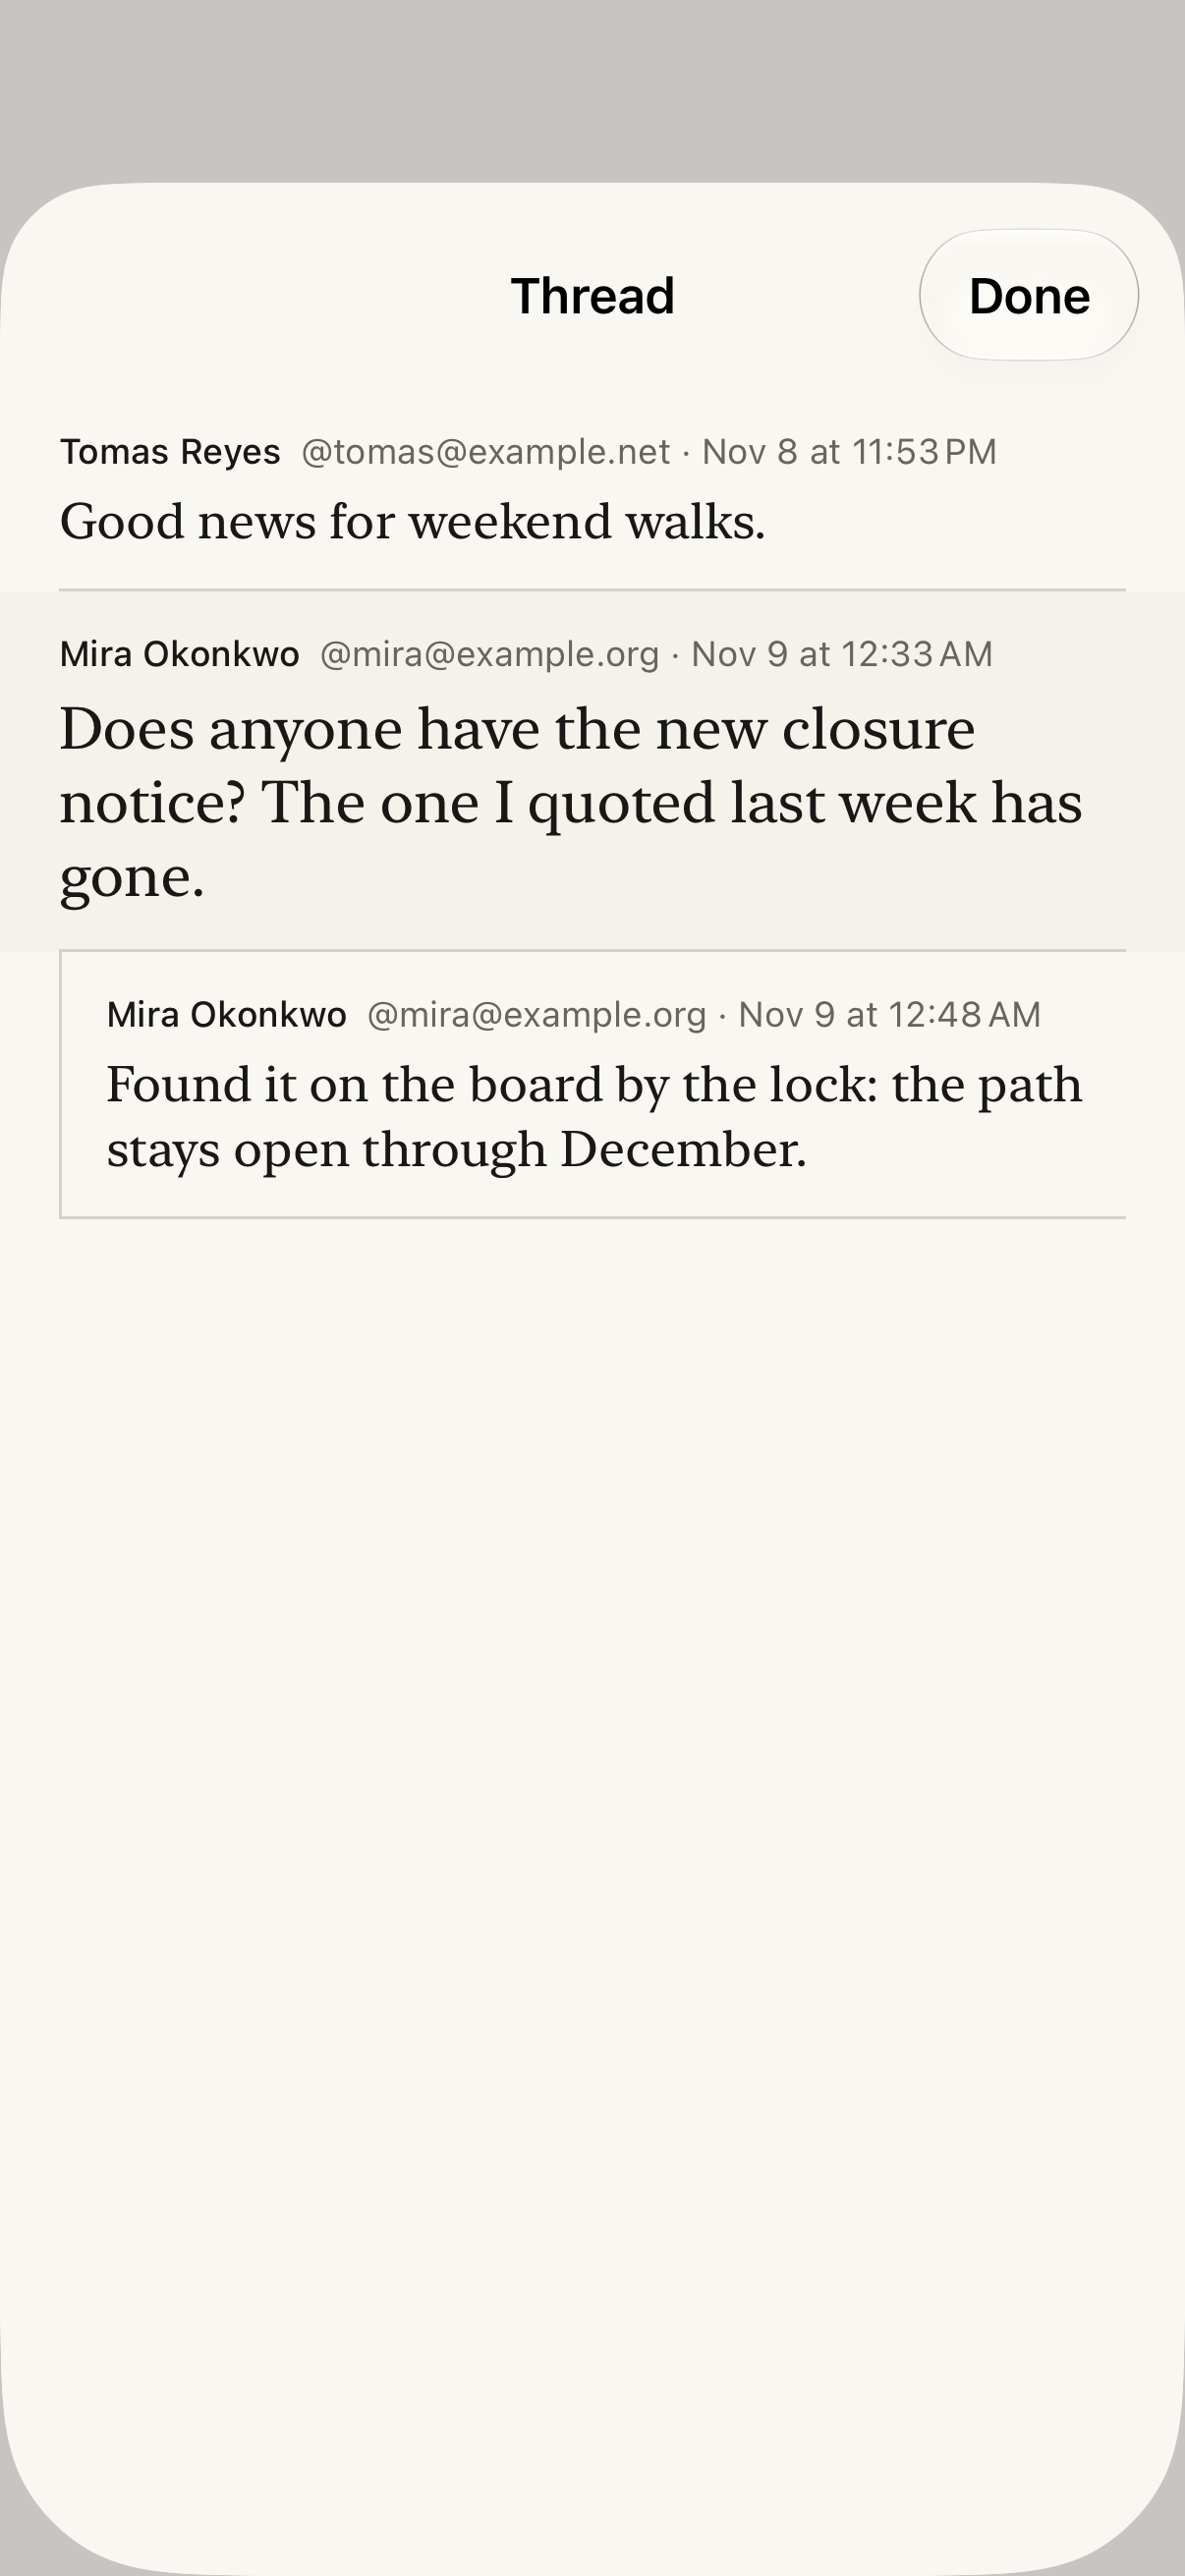 Thread
Done
Tomas Reyes @tomas@example.net · Nov 8 at 11:53 PM
Good news for weekend walks.
Mira Okonkwo @mira@example.org · Nov 9 at 12:33 AM
Does anyone have the new closure
notice? The one I quoted last week has
gone.
Mira Okonkwo @mira@example.org · Nov 9 at 12:48 AM
Found it on the board by the lock: the path
stays open through December.